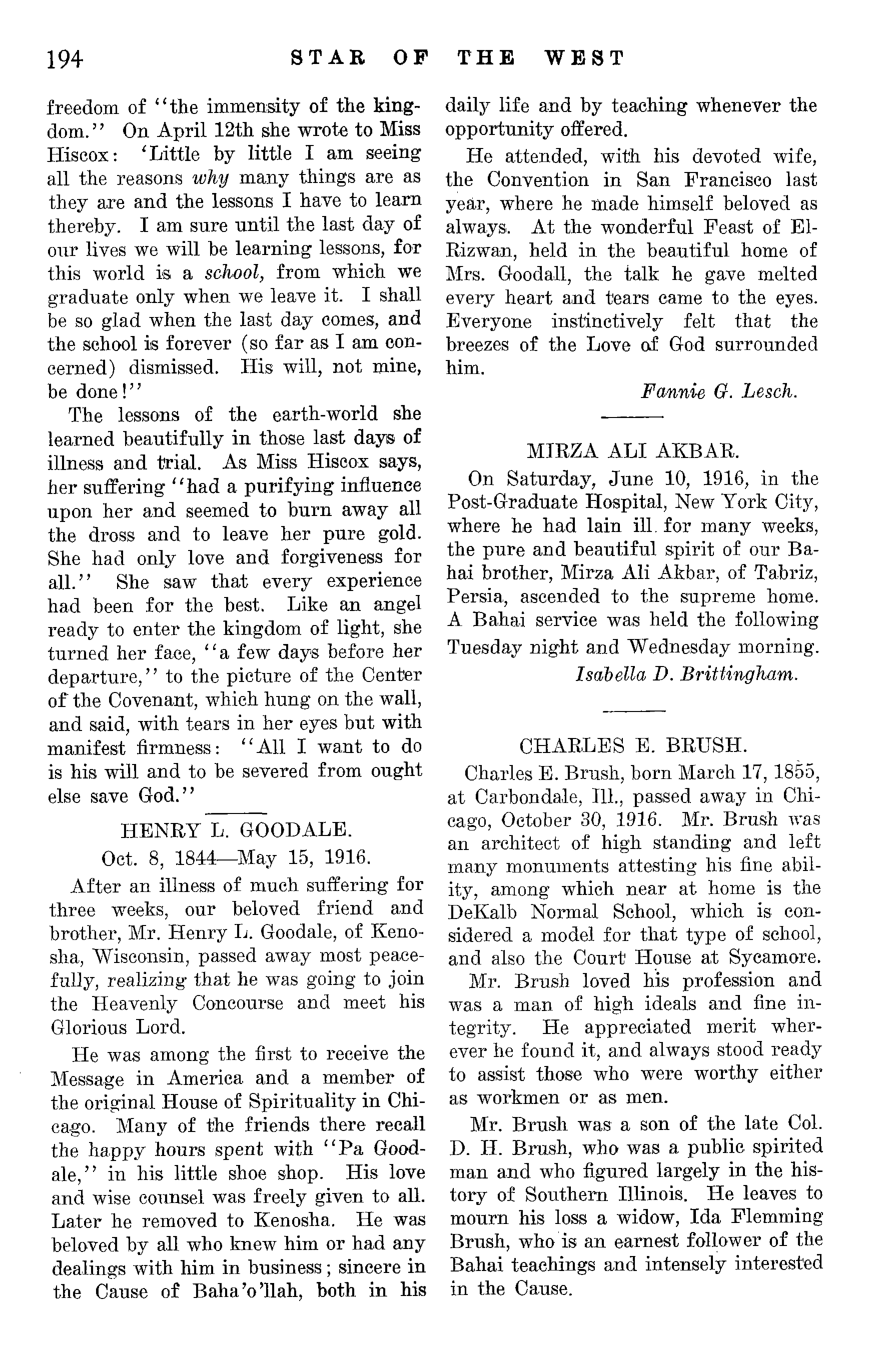 194 STAR OF THE WEST
freedom of "the immensity of the king-
dom." On April 12th she wrote to Miss
Hiscox: 'Little by little I am seeing
all the reasons why many things are as
they are and the lessons I have to learn
thereby. I am sure until the last day of
our lives we will be learning lessons, for
this world is a school, from which we
graduate only when we leave it. I shall
be so glad when the last day comes, and
the school is forever (so far as I am con-
cerned) dismissed. His will, not mine,
be done!"
The lessons of the earth-world she
learned beautifully in those last days of
illness and trial. As Miss Hiscox says,
her suffering "had a purifying influence
upon her and seemed to burn away all
the dross and to leave her pure gold.
She had only love and forgiveness for
all." She saw that every experience
had been for the best. Like an angel
ready to enter the kingdom of light, she
turned her face, "a few days before her
departure," to the picture of the Center
of the Covenant, which hung on the wall,
and said, with tears in her eyes but with
manifest firmness: "All I want to do
is his will and to be severed from ought
else save God."
HENRY L. GOODALE.
Oct. 8, 1844—May 15, 1916.
After an illness of much suffering for
three weeks, our beloved friend and
brother, Mr. Henry L. Goodale, of Keno-
sha, Wisconsin, passed away most peace-
fully, realizing that he was going to join
the Heavenly Concourse and meet his
Glorious Lord.
He was among the first to receive the
Message in America and a member of
the original House of Spirituality in Chi-
cago. Many of the friends there recall
the happy hours spent with "Pa Good-
ale," in his little shoe shop. His love
and wise counsel was freely given to all.
Later he removed to Kenosha. He was
beloved by all who knew him or had any
dealings with him in business; sincere in
the Cause of Baha'o'llah, both in his
daily life and by teaching whenever the
opportunity offered.
He attended, with his devoted wife,
the Convention in San Francisco last
year, where he made himself beloved as
always. At the wonderful Feast of El-
Rizwan, held in the beautiful home of
Mrs. Goodall, the talk he gave melted
every heart and tears came to the eyes.
Everyone instinctively felt that the
breezes of the Love of God surrounded
him.
Fannie G. Lesch.
MIRZA ALI AKBAR.
On Saturday, June 10, 1916, in the
Post-Graduate Hospital, New York City,
where he had lain ill for many weeks,
the pure and beautiful spirit of our Ba-
hai brother, Mirza Ali Akbar, of Tabriz,
Persia, ascended to the supreme home.
A Bahai service was held the following
Tuesday night and Wednesday morning.
Isabella D. Brittingham.
CHARLES E. BRUSH.
Charles E. Brush, born March 17, 1855,
at Carbondale, Ill., passed away in Chi-
cago, October 30, 1916. Mr. Brush was
an architect of high standing and left
many monuments attesting his fine abil-
ity, among which near at home is the
DeKalb Normal School, which is con-
sidered a model for that type of school,
and also the Court House at Sycamore.
Mr. Brush loved his profession and
was a man of high ideals and fine in-
tegrity. He appreciated merit wher-
ever he found it, and always stood ready
to assist those who were worthy either
as workmen or as men.
Mr. Brush was a son of the late Col.
D. H. Brush, who was a public spirited
man and who figured largely in the his-
tory of Southern Illinois. He leaves to
mourn his loss a widow, Ida Flemming
Brush, who is an earnest follower of the
Bahai teachings and intensely interested
in the Cause.